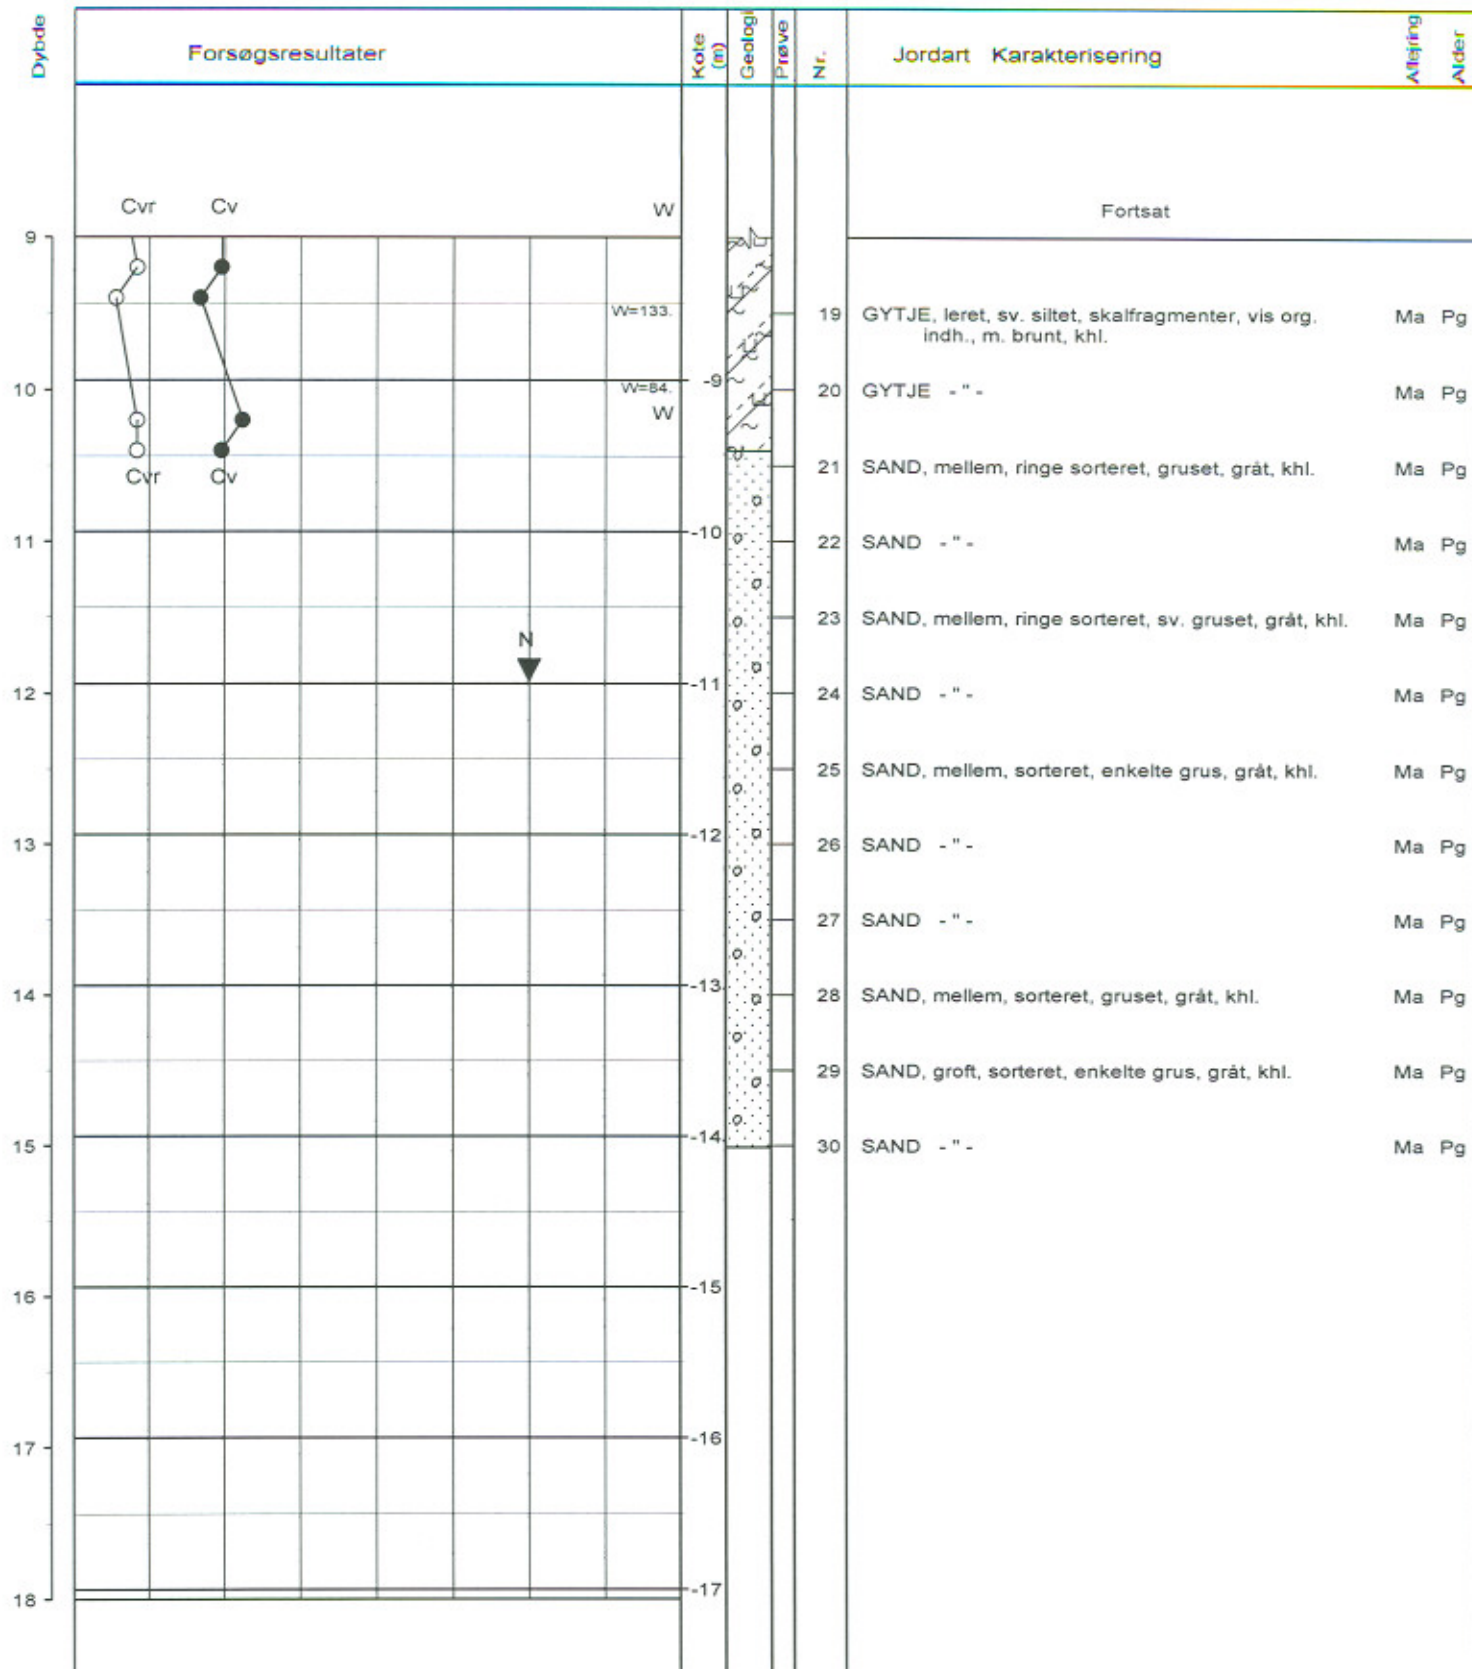 Dybde Forsøgsresultater Kote (m) Geologi Prøve Nr. Jordart Karakterisering Aflejring Alder
Cvr Cv W Fortsat
9
W=133. 19 GYTJE, leret, sv. siltet, skalfragmenter, vis org. Ma Pg
indh., m. brunt, khl.
10 W=84. -9 20 GYTJE - " - Ma Pg
W
Cvr Cv 21 SAND, mellem, ringe sorteret, gruset, gråt, khl. Ma Pg
11 -10 22 SAND - " - Ma Pg
23 SAND, mellem, ringe sorteret, sv. gruset, gråt, khl. Ma Pg
N
12 -11 24 SAND - " - Ma Pg
25 SAND, mellem, sorteret, enkelte grus, gråt, khl. Ma Pg
13 -12 26 SAND - " - Ma Pg
27 SAND - " - Ma Pg
14 -13 28 SAND, mellem, sorteret, gruset, gråt, khl. Ma Pg
29 SAND, groft, sorteret, enkelte grus, gråt, khl. Ma Pg
15 -14 30 SAND - " - Ma Pg
16 -15
17 -16
18 -17